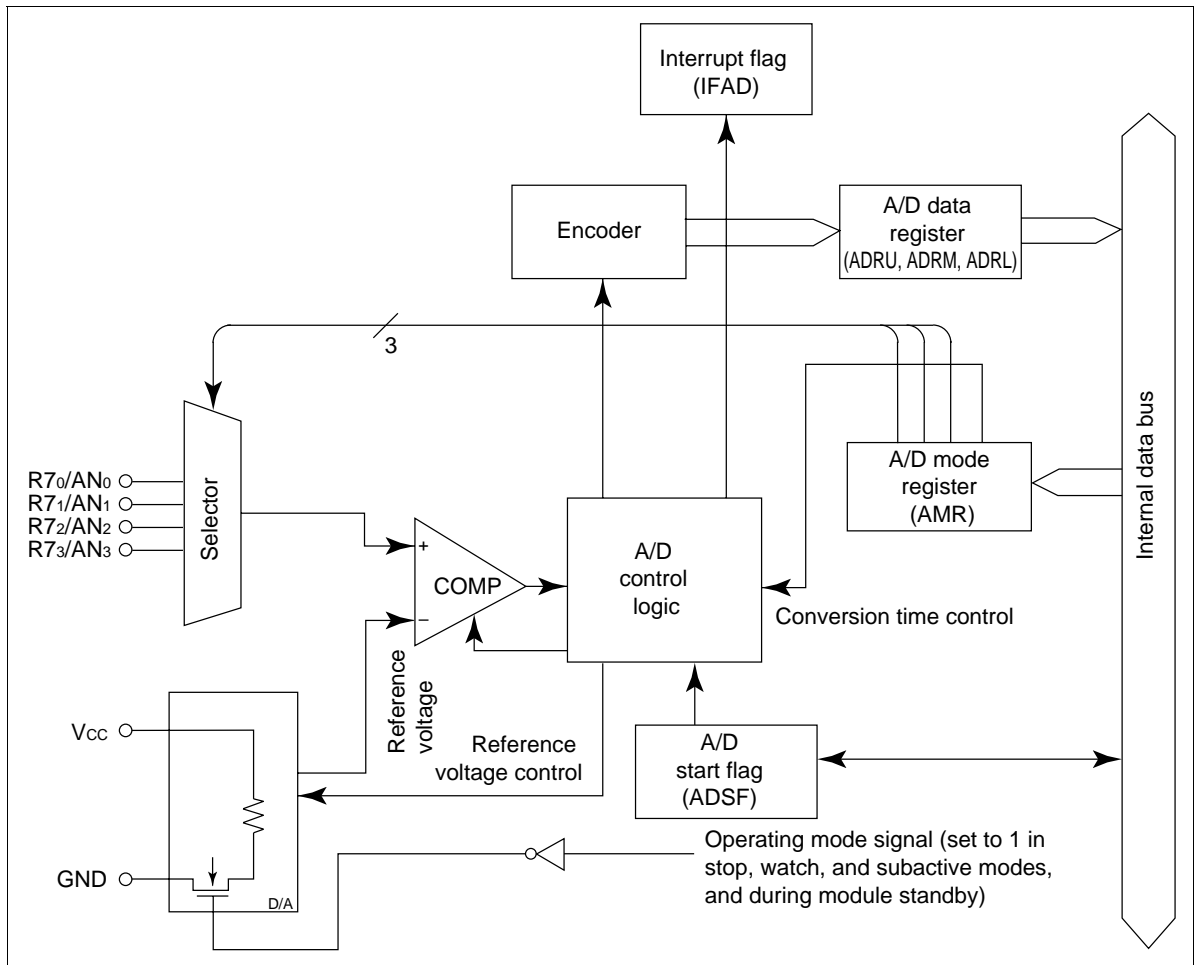 Interrupt flag
(IFAD)
Encoder
A/D data
register
(ADRU, ADRM, ADRL)
3
Internal data bus
A/D mode
register
(AMR)
R7₀/AN₀
R7₁/AN₁
R7₂/AN₂
R7₃/AN₃
Selector
+
COMP
−
A/D
control
logic
Conversion time control
Reference
voltage
VCC
Reference
voltage control
A/D
start flag
(ADSF)
GND
D/A
Operating mode signal (set to 1 in
stop, watch, and subactive modes,
and during module standby)